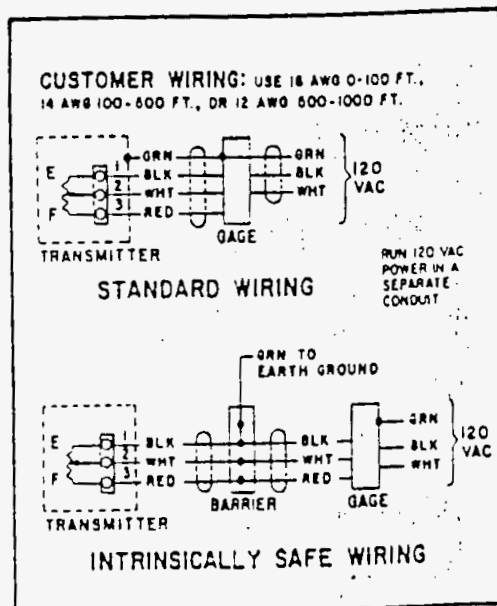 CUSTOMER WIRING: USE 16 AWG 0-100 FT.,
14 AWG 100-500 FT., OR 12 AWG 500-1000 FT.
E
F
1
2
3
GRN
BLK
WHT
RED
GRN
BLK
WHT
120
VAC
GAGE
TRANSMITTER
STANDARD WIRING
RUN 120 VAC
POWER IN A
SEPARATE
CONDUIT
GRN TO
EARTH GROUND
E
F
1
2
3
BLK
WHT
RED
BLK
WHT
RED
GRN
BLK
WHT
120
VAC
BARRIER
GAGE
TRANSMITTER
INTRINSICALLY SAFE WIRING